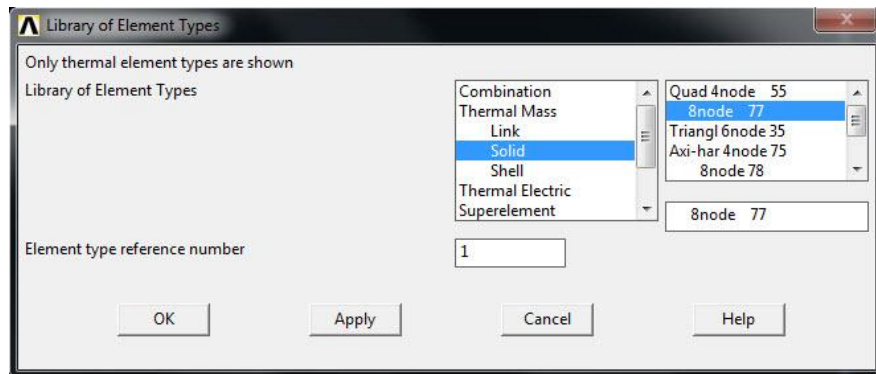 Library of Element Types
Only thermal element types are shown
Library of Element Types
Combination
Thermal Mass
Link
Solid
Shell
Thermal Electric
Superelement
Quad 4node 55
8node 77
Triangl 6node 35
Axi-har 4node 75
8node 78
8node 77
Element type reference number
1
OK
Apply
Cancel
Help